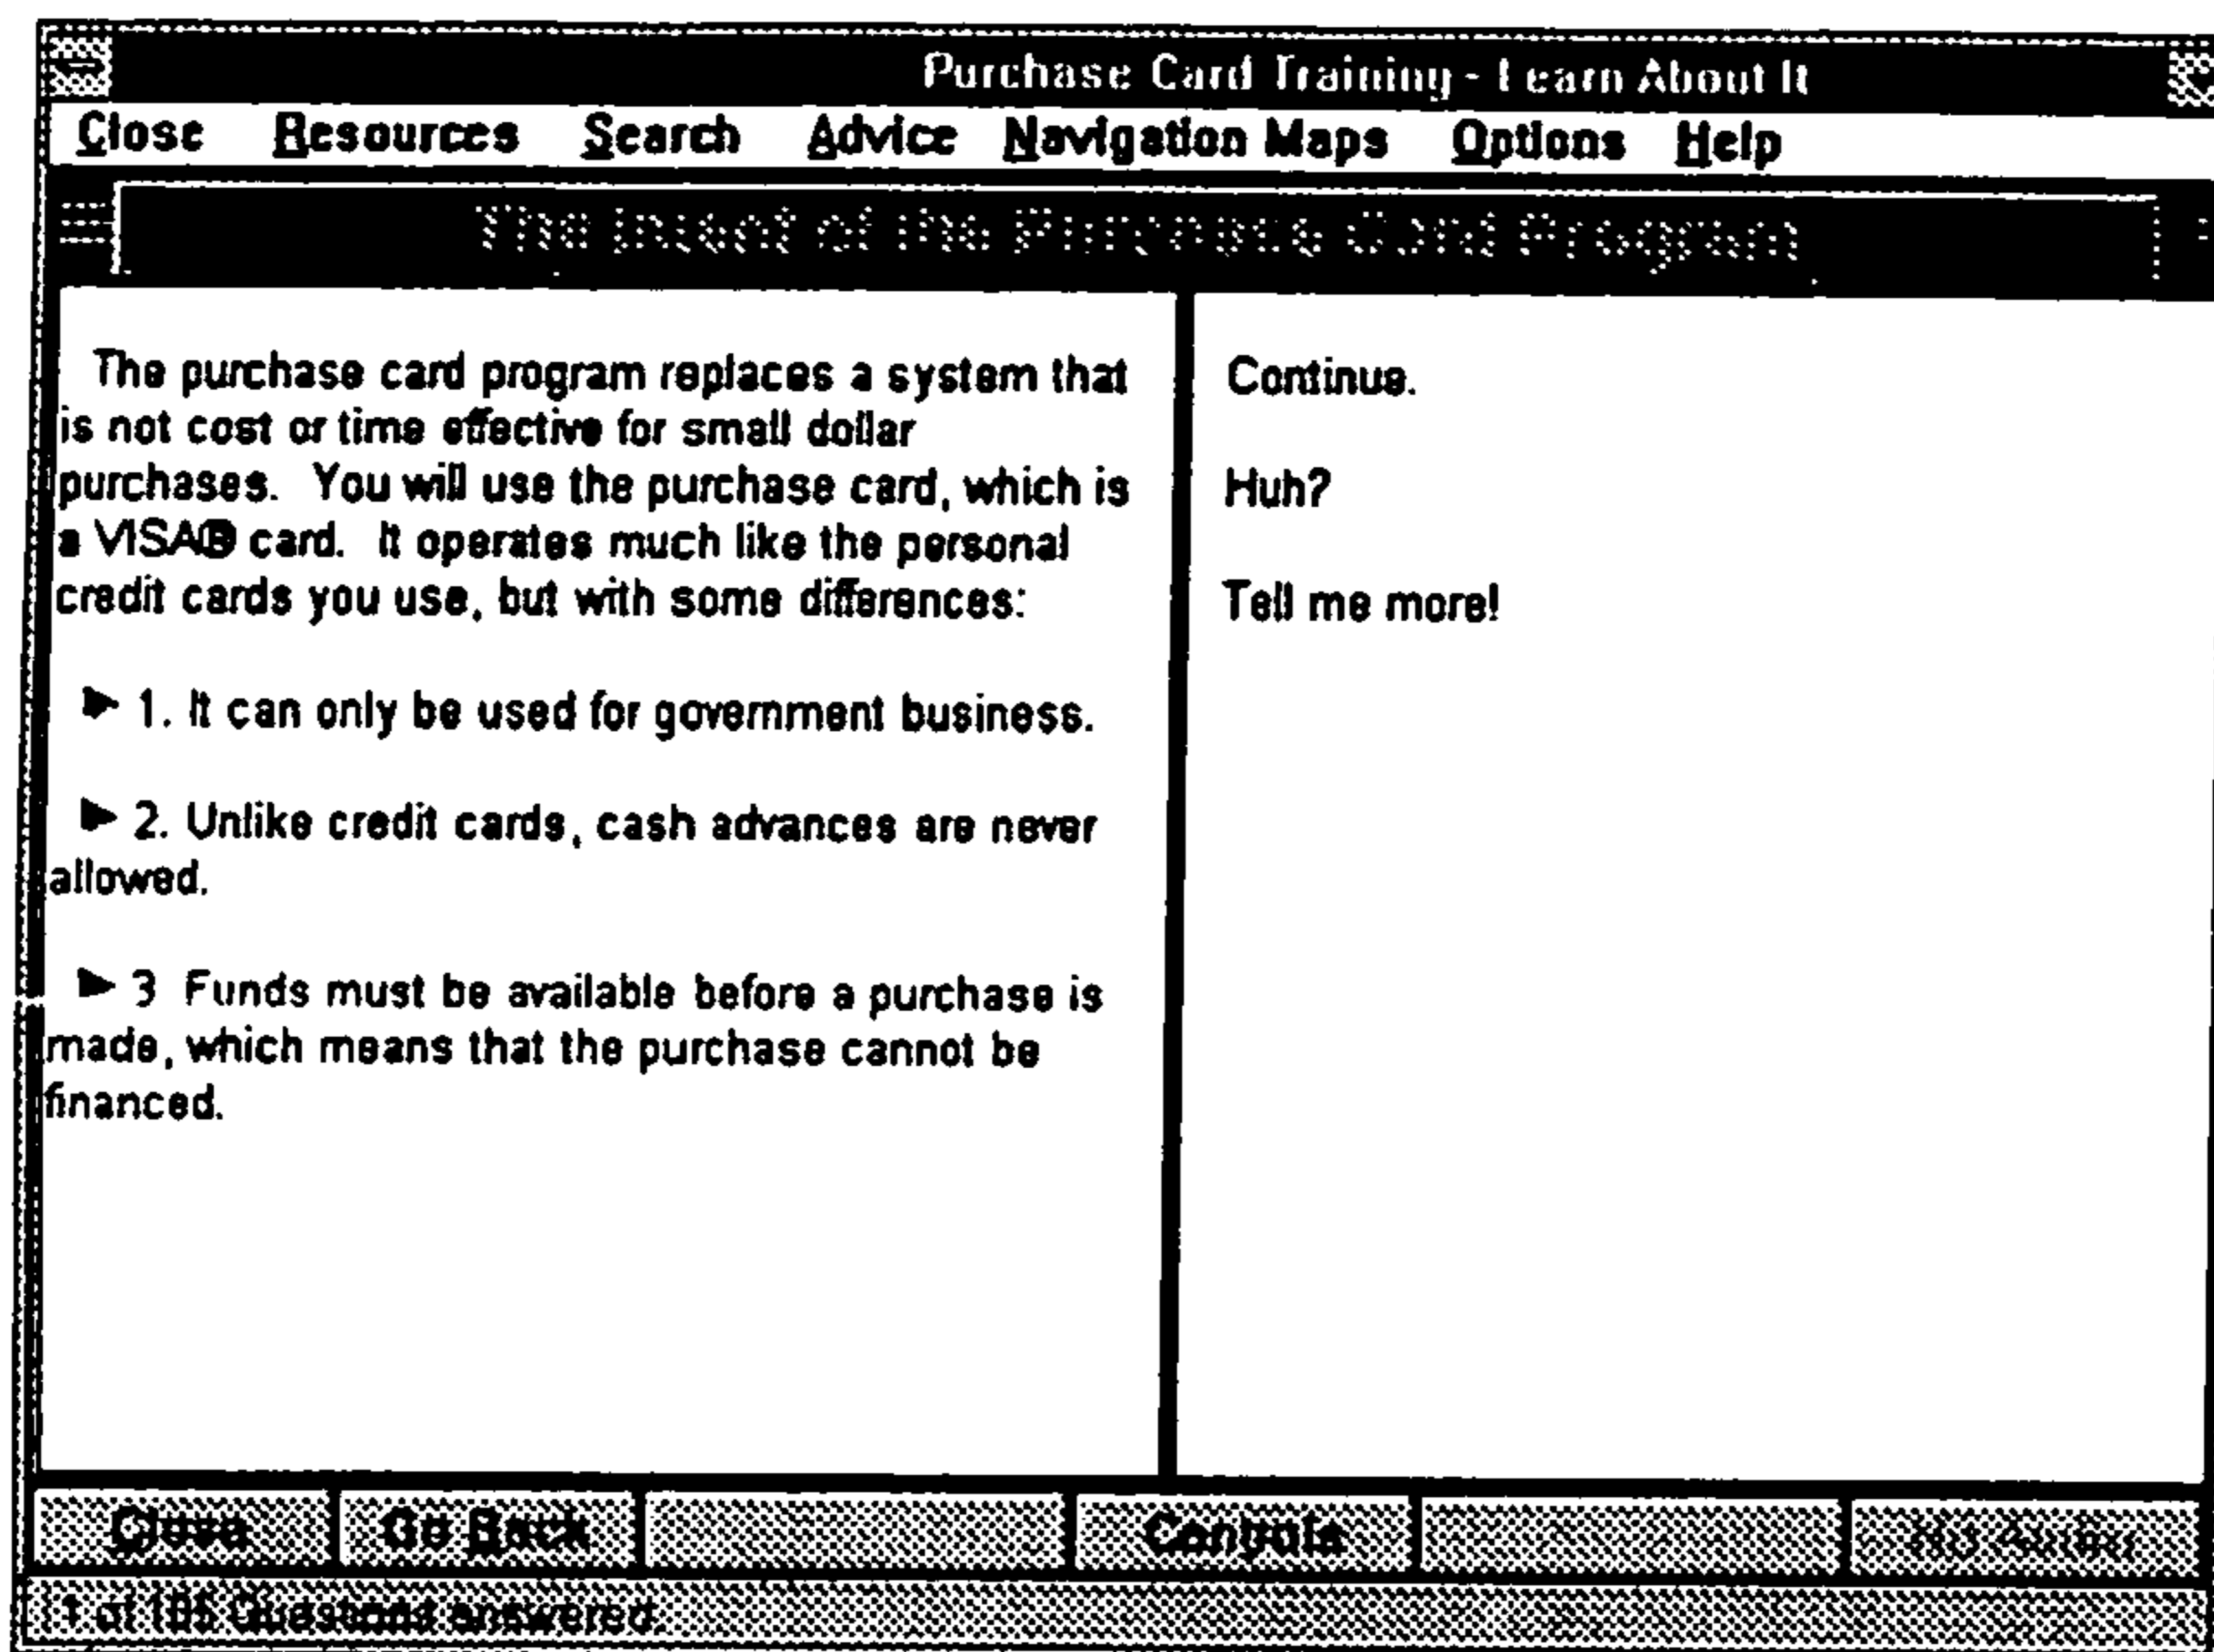 Purchase Card Training - Learn About It
Close Resources Search Advice Navigation Maps Options Help
The Intent of the Purchase Card Program
The purchase card program replaces a system that
is not cost or time effective for small dollar
purchases. You will use the purchase card, which is
a VISA® card. It operates much like the personal
credit cards you use, but with some differences:
► 1. It can only be used for government business.
► 2. Unlike credit cards, cash advances are never
allowed.
► 3 Funds must be available before a purchase is
made, which means that the purchase cannot be
financed.
Continue.
Huh?
Tell me more!
Close Go Back Controls
1 of 195 Questions answered